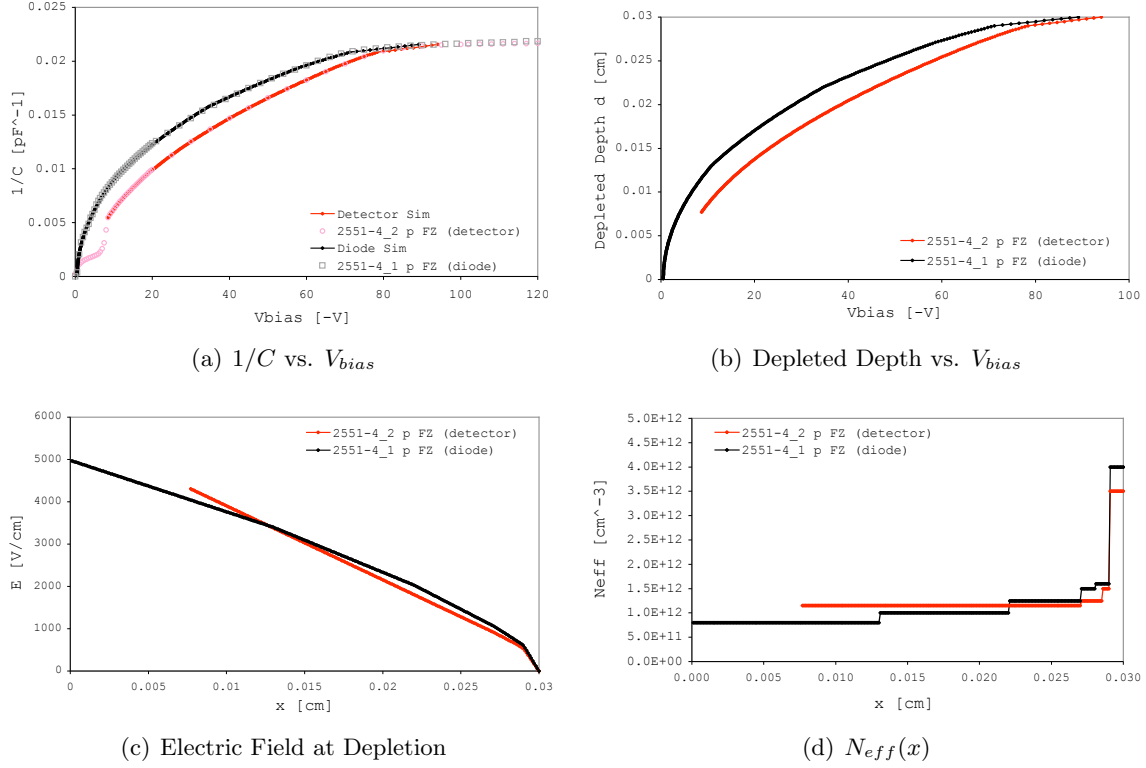 0.025
0.02
0.015
0.01
0.005
0
1/C [pF^-1]
Detector Sim
2551-4_2 p FZ (detector)
Diode Sim
2551-4_1 p FZ (diode)
0 20 40 60 80 100 120
Vbias [-V]
(a) 1/C vs. Vbias
0.03
0.025
0.02
0.015
0.01
0.005
0
Depleted Depth d [cm]
2551-4_2 p FZ (detector)
2551-4_1 p FZ (diode)
0 20 40 60 80 100
Vbias [-V]
(b) Depleted Depth vs. Vbias
6000
5000
4000
3000
2000
1000
0
E [V/cm]
2551-4_2 p FZ (detector)
2551-4_1 p FZ (diode)
0 0.005 0.01 0.015 0.02 0.025 0.03
x [cm]
(c) Electric Field at Depletion
5.0E+12
4.5E+12
4.0E+12
3.5E+12
3.0E+12
2.5E+12
2.0E+12
1.5E+12
1.0E+12
5.0E+11
0.0E+00
Neff [cm^-3]
2551-4_2 p FZ (detector)
2551-4_1 p FZ (diode)
0.000 0.005 0.010 0.015 0.020 0.025 0.030
x [cm]
(d) Neff(x)